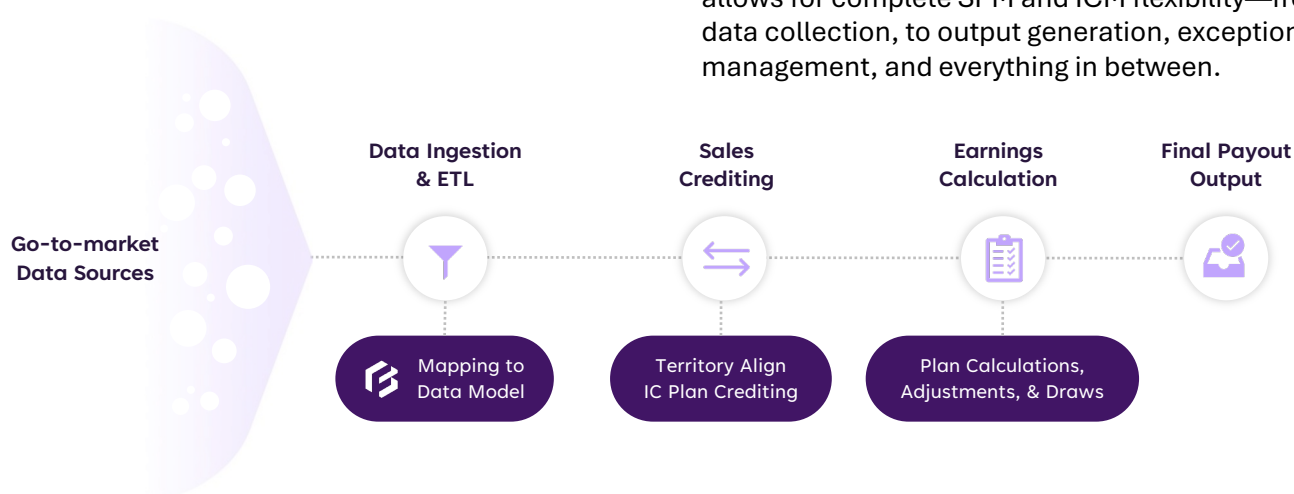 allows for complete SPM and ICM flexibility—
data collection, to output generation, exception
management, and everything in between.
Data Ingestion
& ETL
Sales
Crediting
Earnings
Calculation
Final Payout
Output
Go-to-market
Data Sources
Mapping to
Data Model
Territory Align
IC Plan Crediting
Plan Calculations,
Adjustments, & Draws